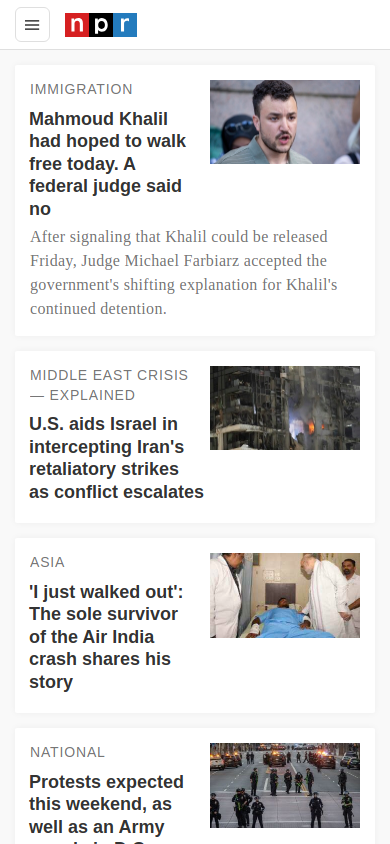 npr
IMMIGRATION
Mahmoud Khalil
had hoped to walk
free today. A
federal judge said
no
After signaling that Khalil could be released
Friday, Judge Michael Farbiarz accepted the
government's shifting explanation for Khalil's
continued detention.
MIDDLE EAST CRISIS
— EXPLAINED
U.S. aids Israel in
intercepting Iran's
retaliatory strikes
as conflict escalates
ASIA
'I just walked out':
The sole survivor
of the Air India
crash shares his
story
NATIONAL
Protests expected
this weekend, as
well as an Army